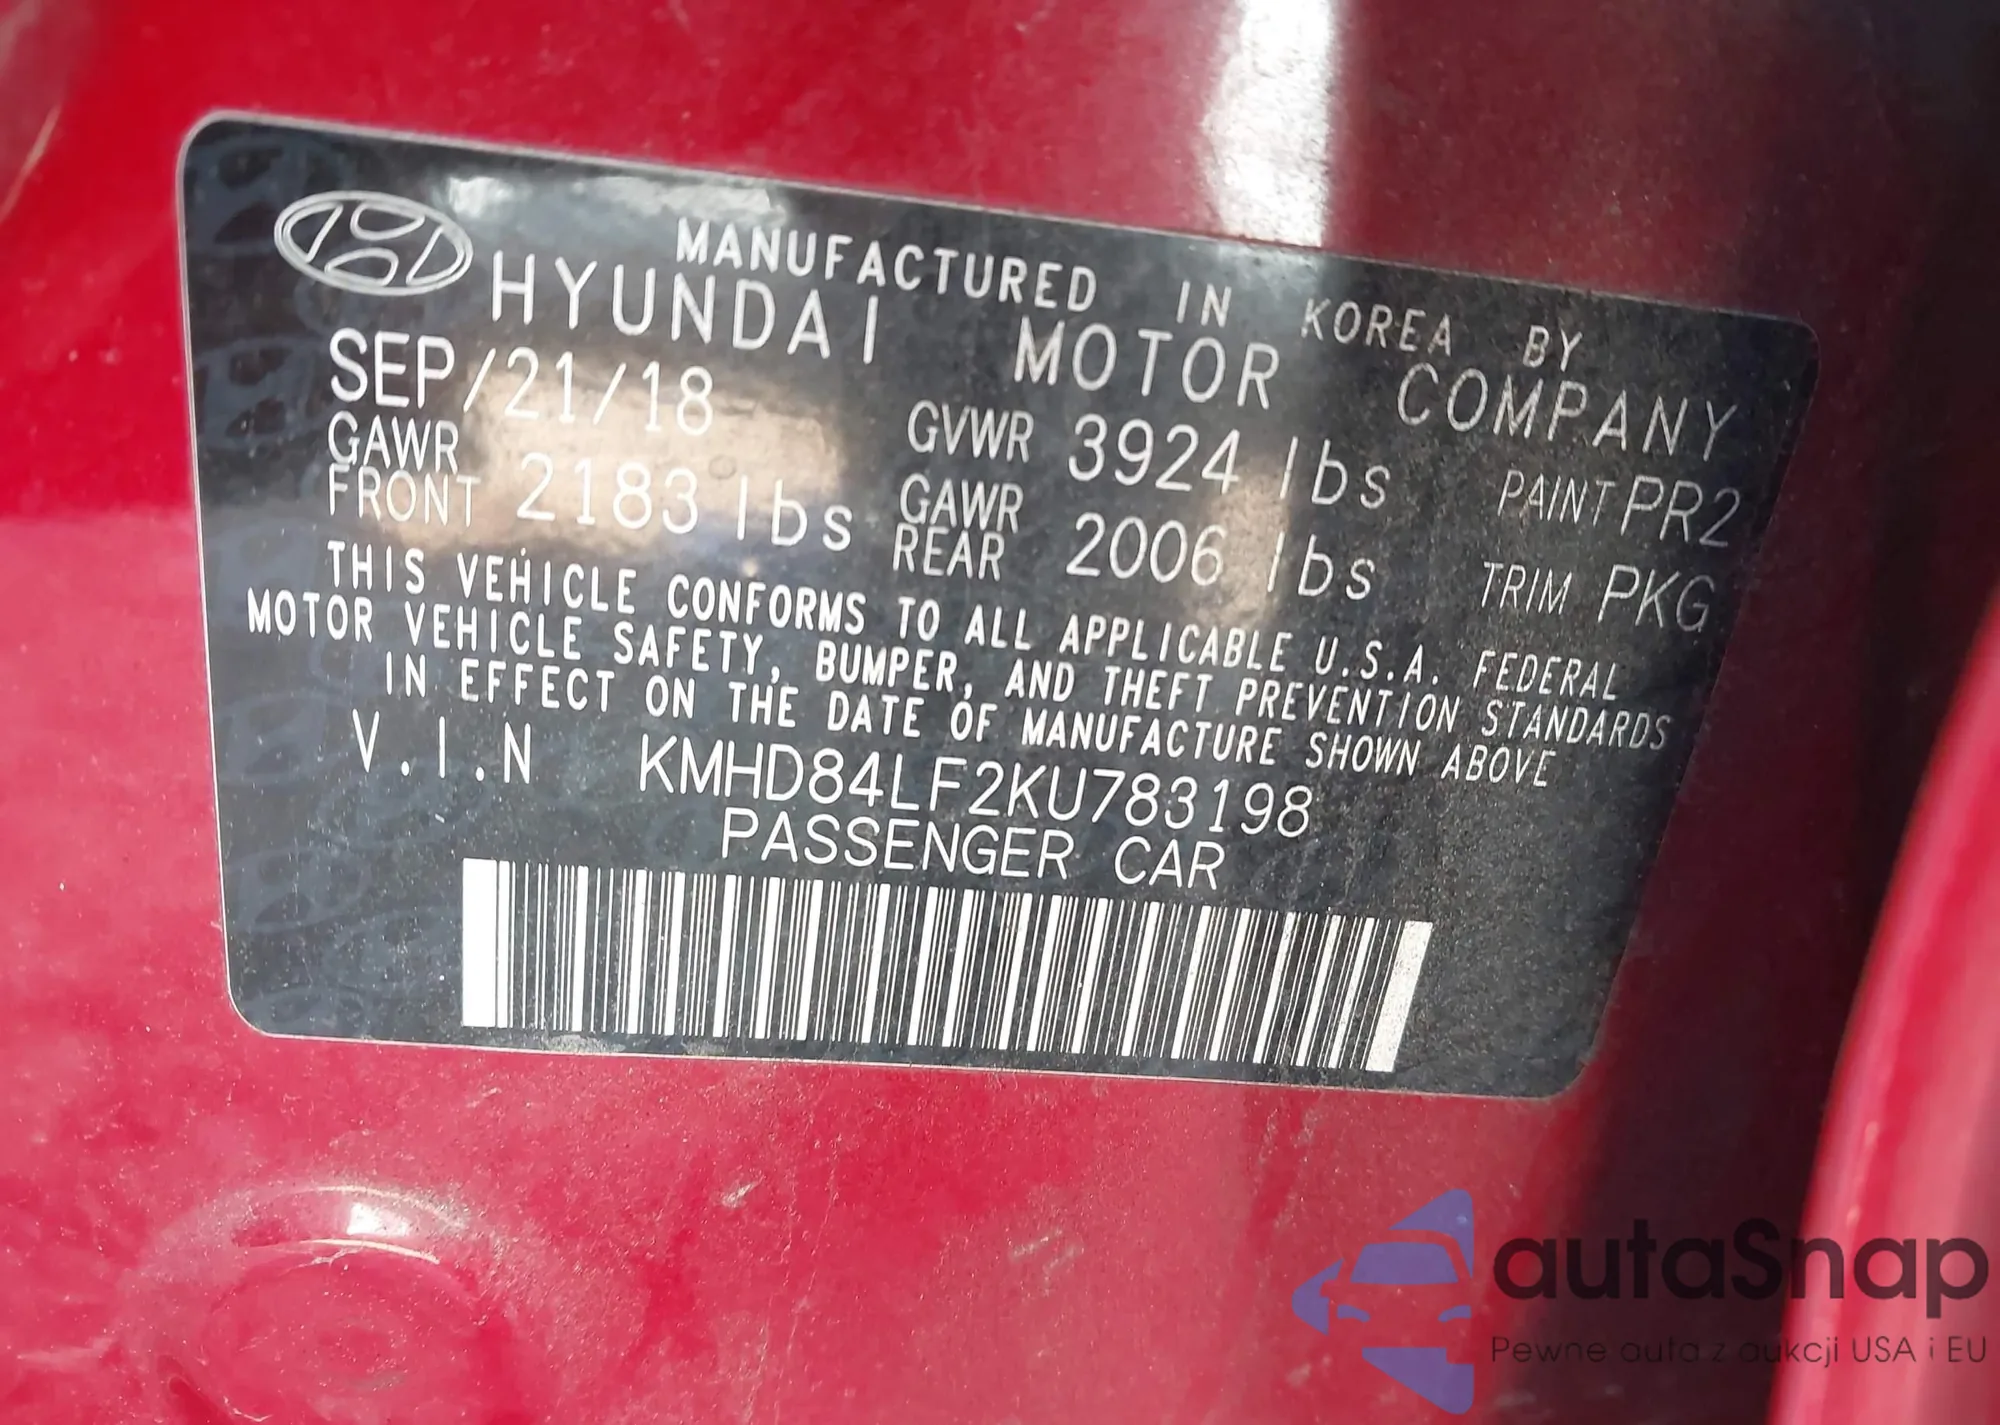 MANUFACTURED IN KOREA BY
HYUNDAI MOTOR COMPANY
SEP/21/18 GVWR 3924 lbs PAINT PR2
GAWR FRONT 2183 lbs GAWR REAR 2006 lbs TRIM PKG
THIS VEHICLE CONFORMS TO ALL APPLICABLE U.S.A. FEDERAL
MOTOR VEHICLE SAFETY, BUMPER, AND THEFT PREVENTION STANDARDS
IN EFFECT ON THE DATE OF MANUFACTURE SHOWN ABOVE
V.I.N KMHD84LF2KU783198
PASSENGER CAR
autaSnap
Pewne auta z aukcji USA i EU